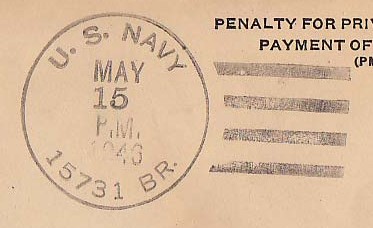 U. S. NAVY
MAY
15
P.M.
1946
15731 BR.
PENALTY FOR PRIV
PAYMENT OF
(PM